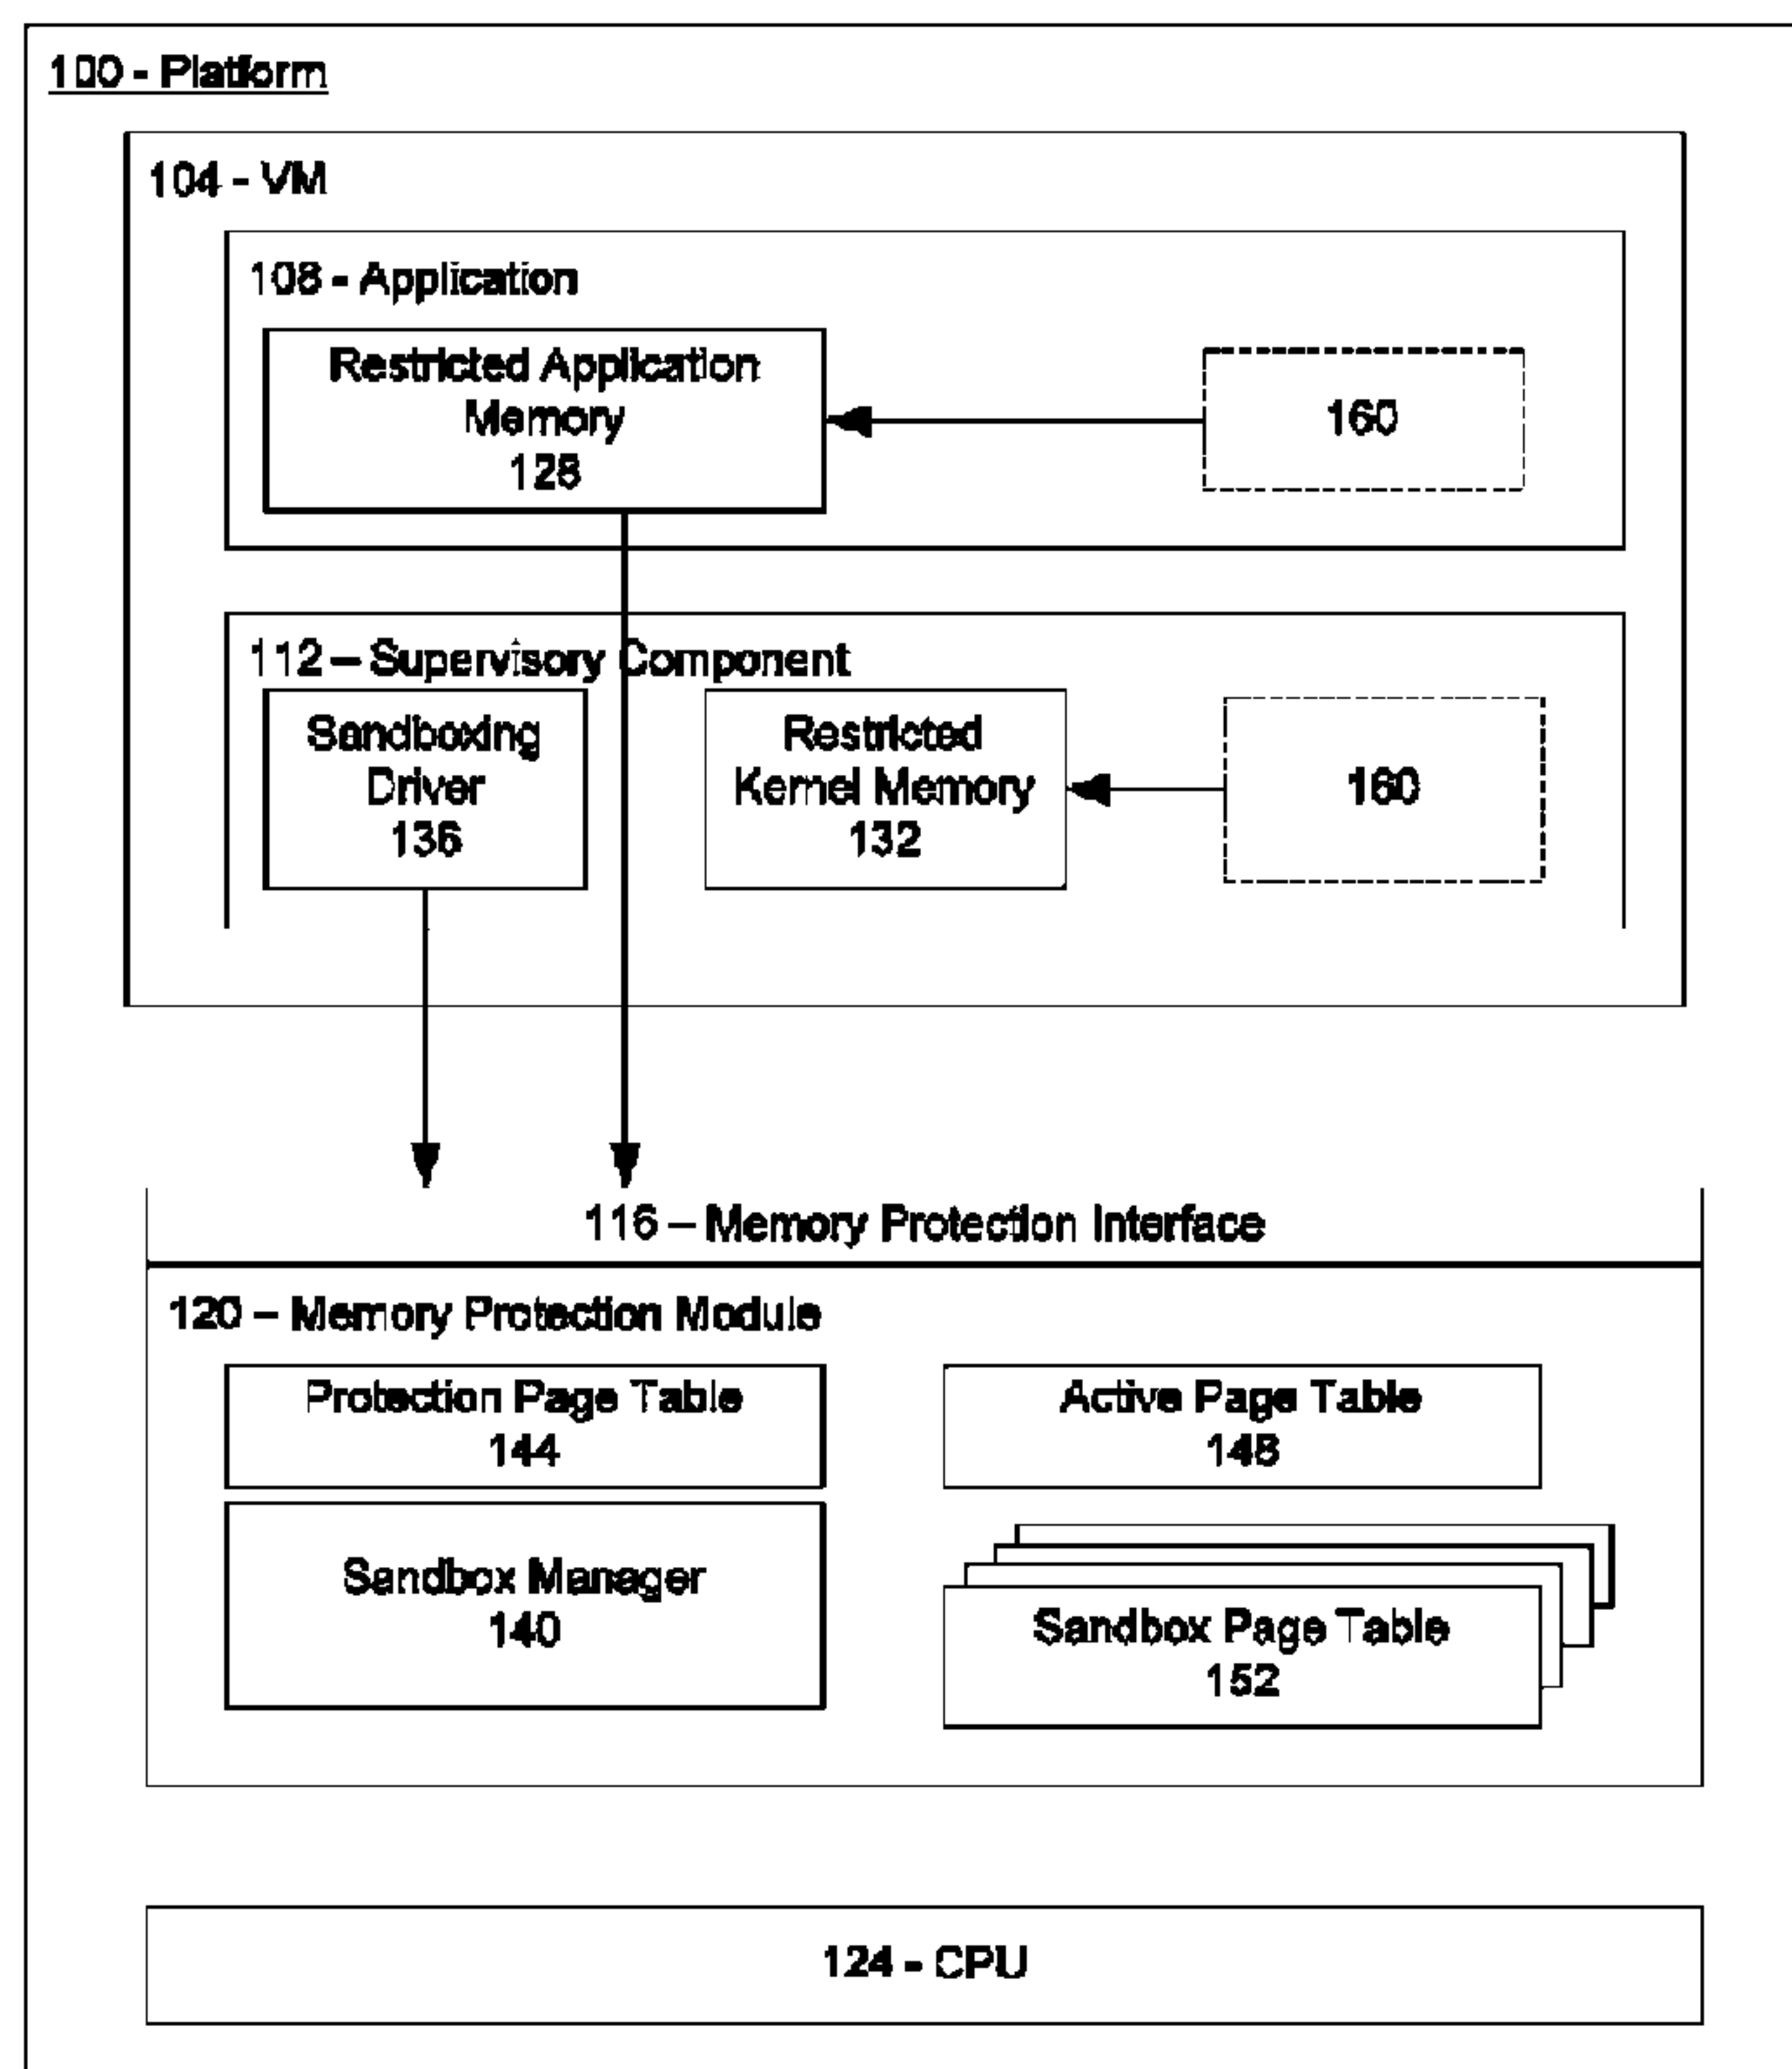 100 - Platform
104 - VM
108 - Application
Restricted Application
Memory
128
160
112 – Supervisory Component
Sandboxing
Driver
136
Restricted
Kernel Memory
132
160
116 – Memory Protection Interface
120 – Memory Protection Module
Protection Page Table
144
Active Page Table
148
Sandbox Manager
140
Sandbox Page Table
152
124 - CPU